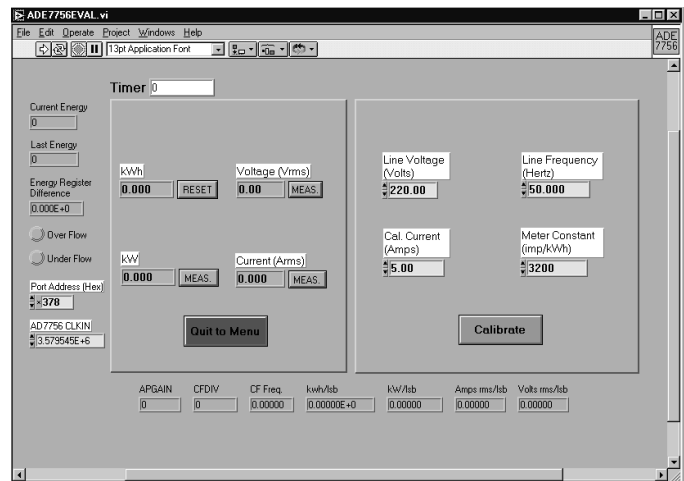 ADE7756EVAL.vi
File Edit Operate Project Windows Help
13pt Application Font
ADE
7756
Timer 0
Current Energy
0
Last Energy
0
Energy Register
Difference
0.000E+0
Over Flow
Under Flow
Port Address (Hex)
×378
AD7756 CLKIN
3.579545E+6
kWh
0.000 RESET
Voltage (Vrms)
0.00 MEAS.
kW
0.000 MEAS.
Current (Arms)
0.000 MEAS.
Quit to Menu
Line Voltage
(Volts)
220.00
Line Frequency
(Hertz)
50.000
Cal. Current
(Amps)
5.00
Meter Constant
(imp/kWh)
3200
Calibrate
APGAIN CFDIV CF Freq. kwh/lsb kW/lsb Amps rms/lsb Volts rms/lsb
0 0 0.00000 0.00000E+0 0.00000 0.00000 0.00000